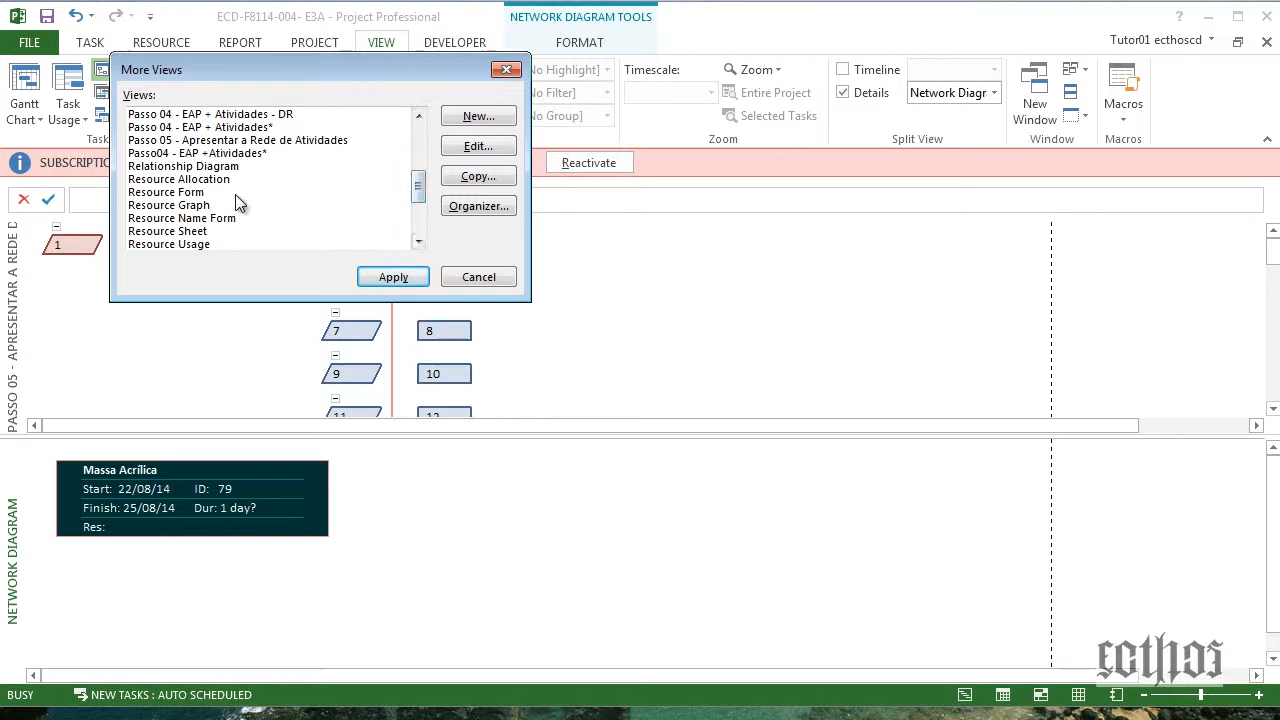 ECD-F8114-004- E3A - Project Professional
NETWORK DIAGRAM TOOLS
FILE
TASK
RESOURCE
REPORT
PROJECT
VIEW
DEVELOPER
FORMAT
Tutor01 ecthoscd
Gantt
Chart
Task
Usage
More Views
Views:
Passo 04 - EAP + Atividades - DR
Passo 04 - EAP + Atividades*
Passo 05 - Apresentar a Rede de Atividades
Passo04 - EAP +Atividades*
Relationship Diagram
Resource Allocation
Resource Form
Resource Graph
Resource Name Form
Resource Sheet
Resource Usage
New...
Edit...
Copy...
Organizer...
Apply
Cancel
No Highlight]
No Filter]
No Group]
Timescale:
Zoom
Entire Project
Selected Tasks
Zoom
Timeline
Details
Network Diagr
Split View
New
Window
Window
Macros
Macros
SUBSCRIPTIO
Reactivate
PASSO 05 - APRESENTAR A REDE D
1
7
8
9
10
11
12
NETWORK DIAGRAM
Massa Acrílica
Start: 22/08/14 ID: 79
Finish: 25/08/14 Dur: 1 day?
Res:
ecthos
BUSY
NEW TASKS : AUTO SCHEDULED